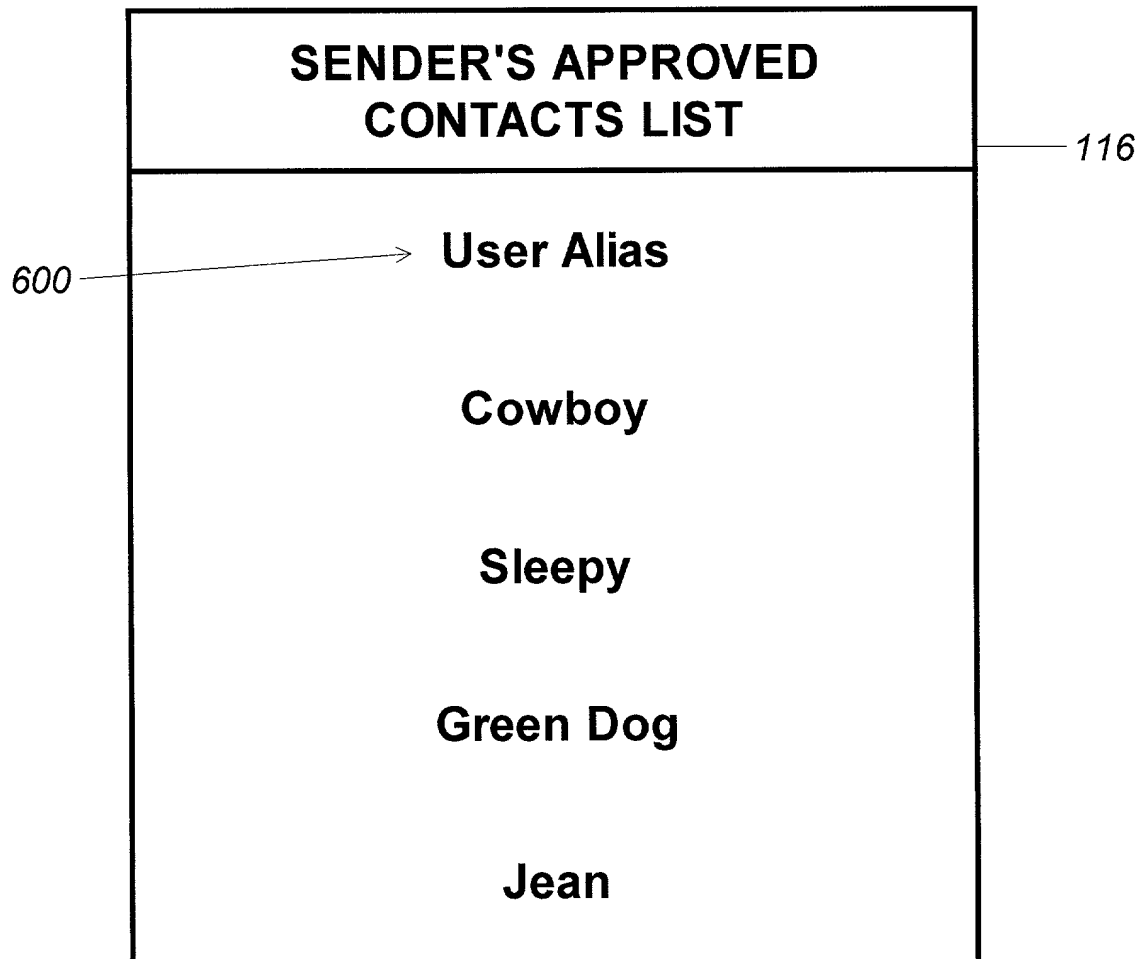 SENDER'S APPROVED
CONTACTS LIST
116
User Alias
600
Cowboy
Sleepy
Green Dog
Jean